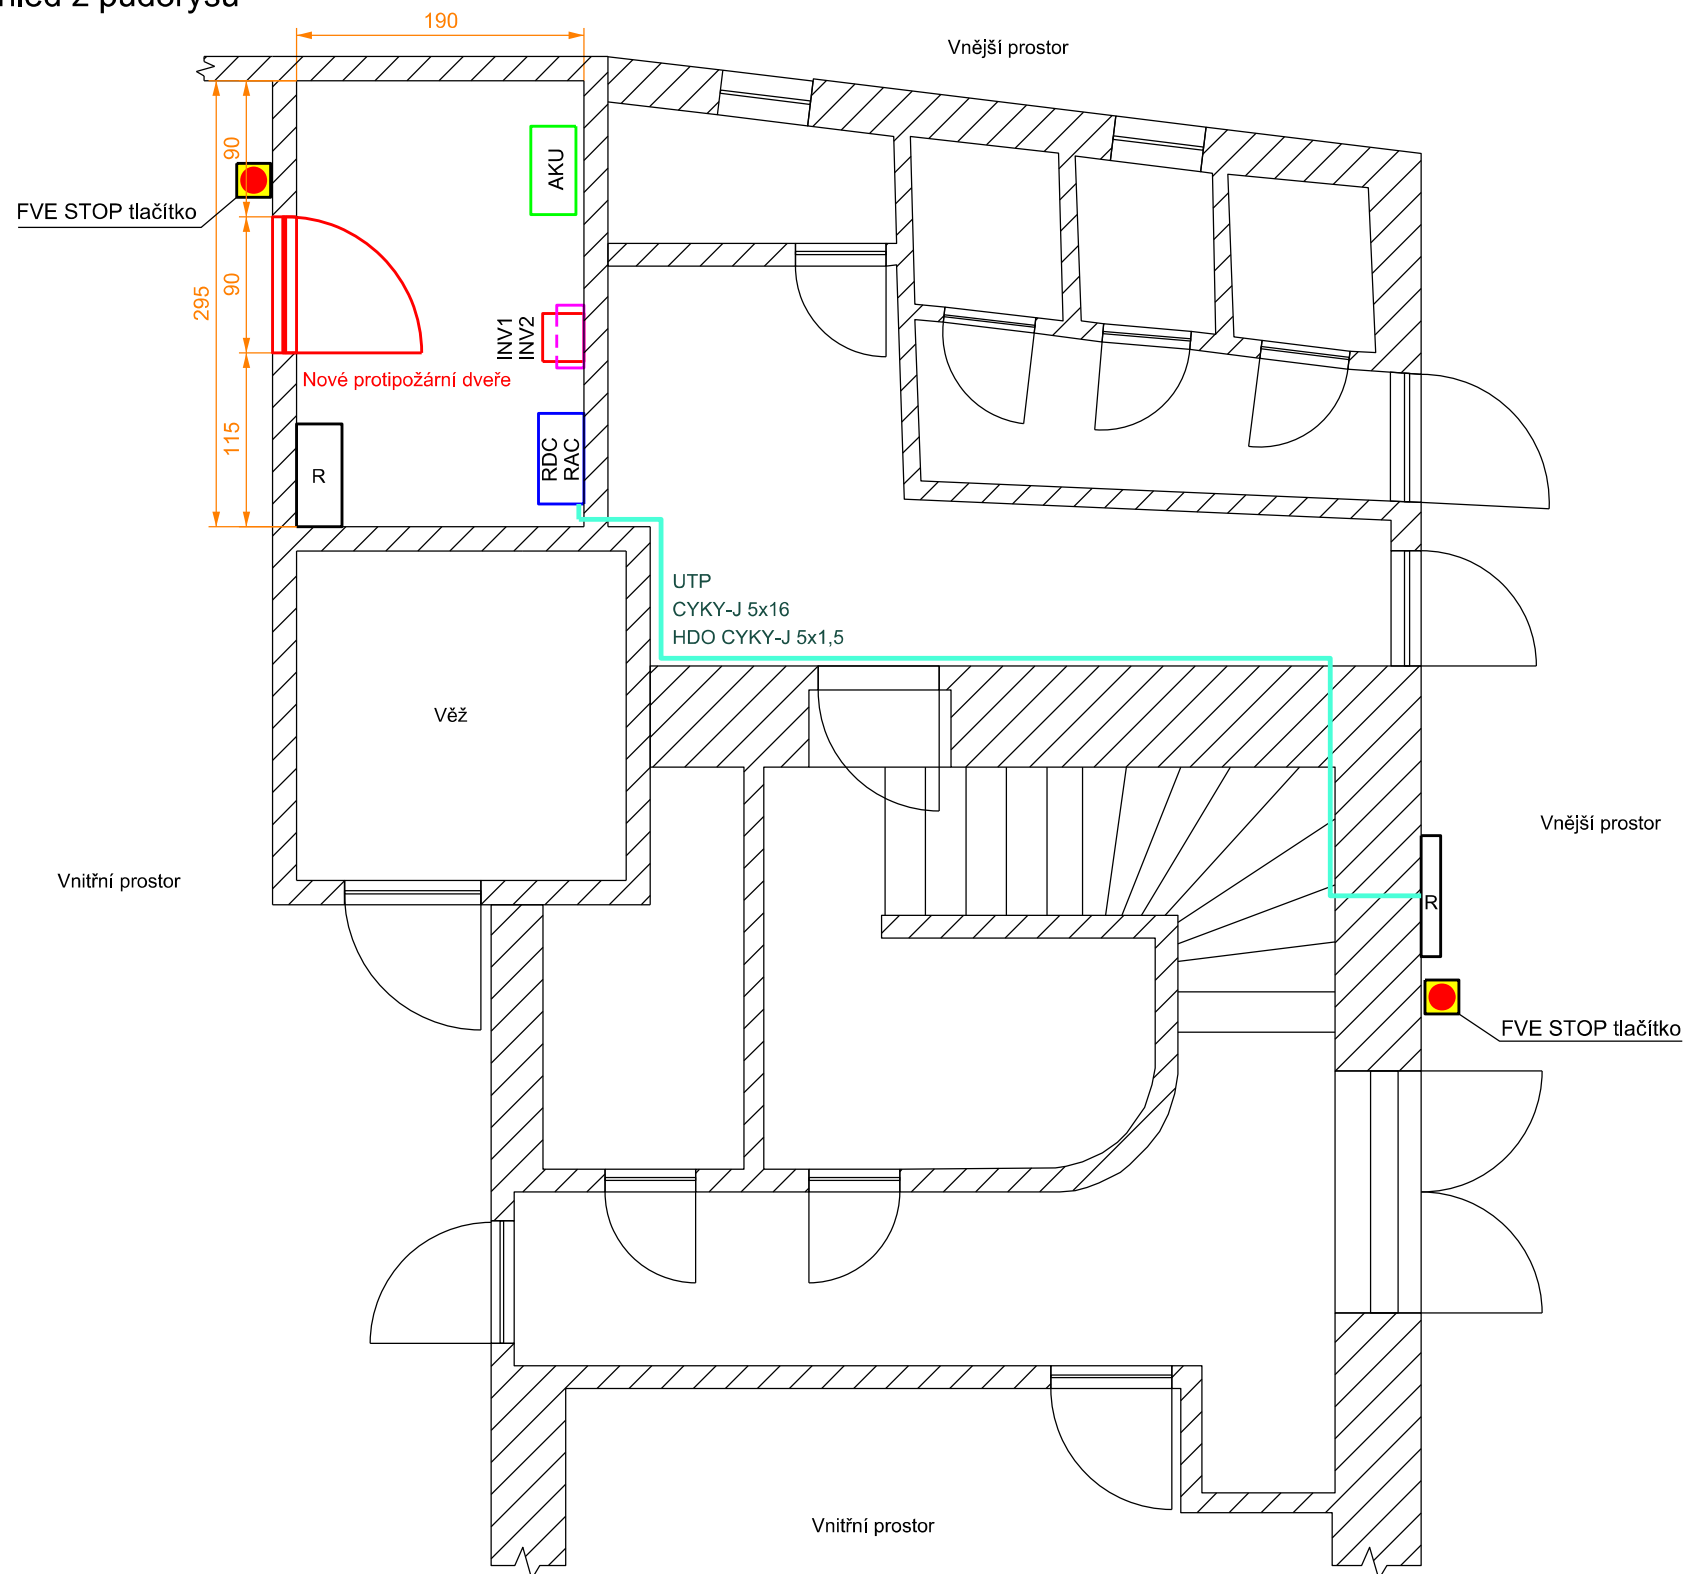 190
Vnější prostor
90
AKU
FVE STOP tlačítko
90
295
INV1
INV2
Nové protipožární dveře
115
R
RDC
RAC
UTP
CYKY-J 5x16
HDO CYKY-J 5x1,5
Věž
Vnější prostor
Vnitřní prostor
R
FVE STOP tlačítko
Vnitřní prostor